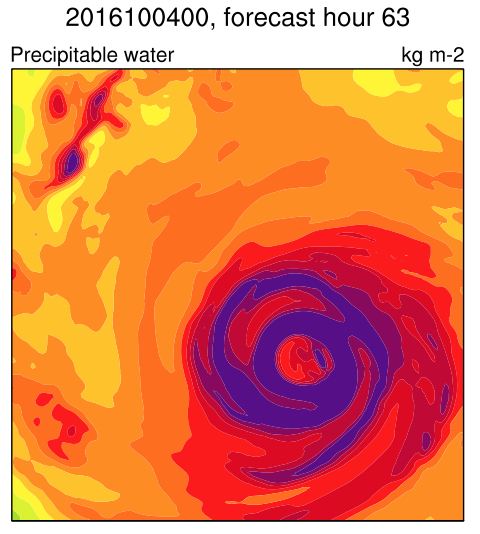 2016100400, forecast hour 63
Precipitable water kg m-2